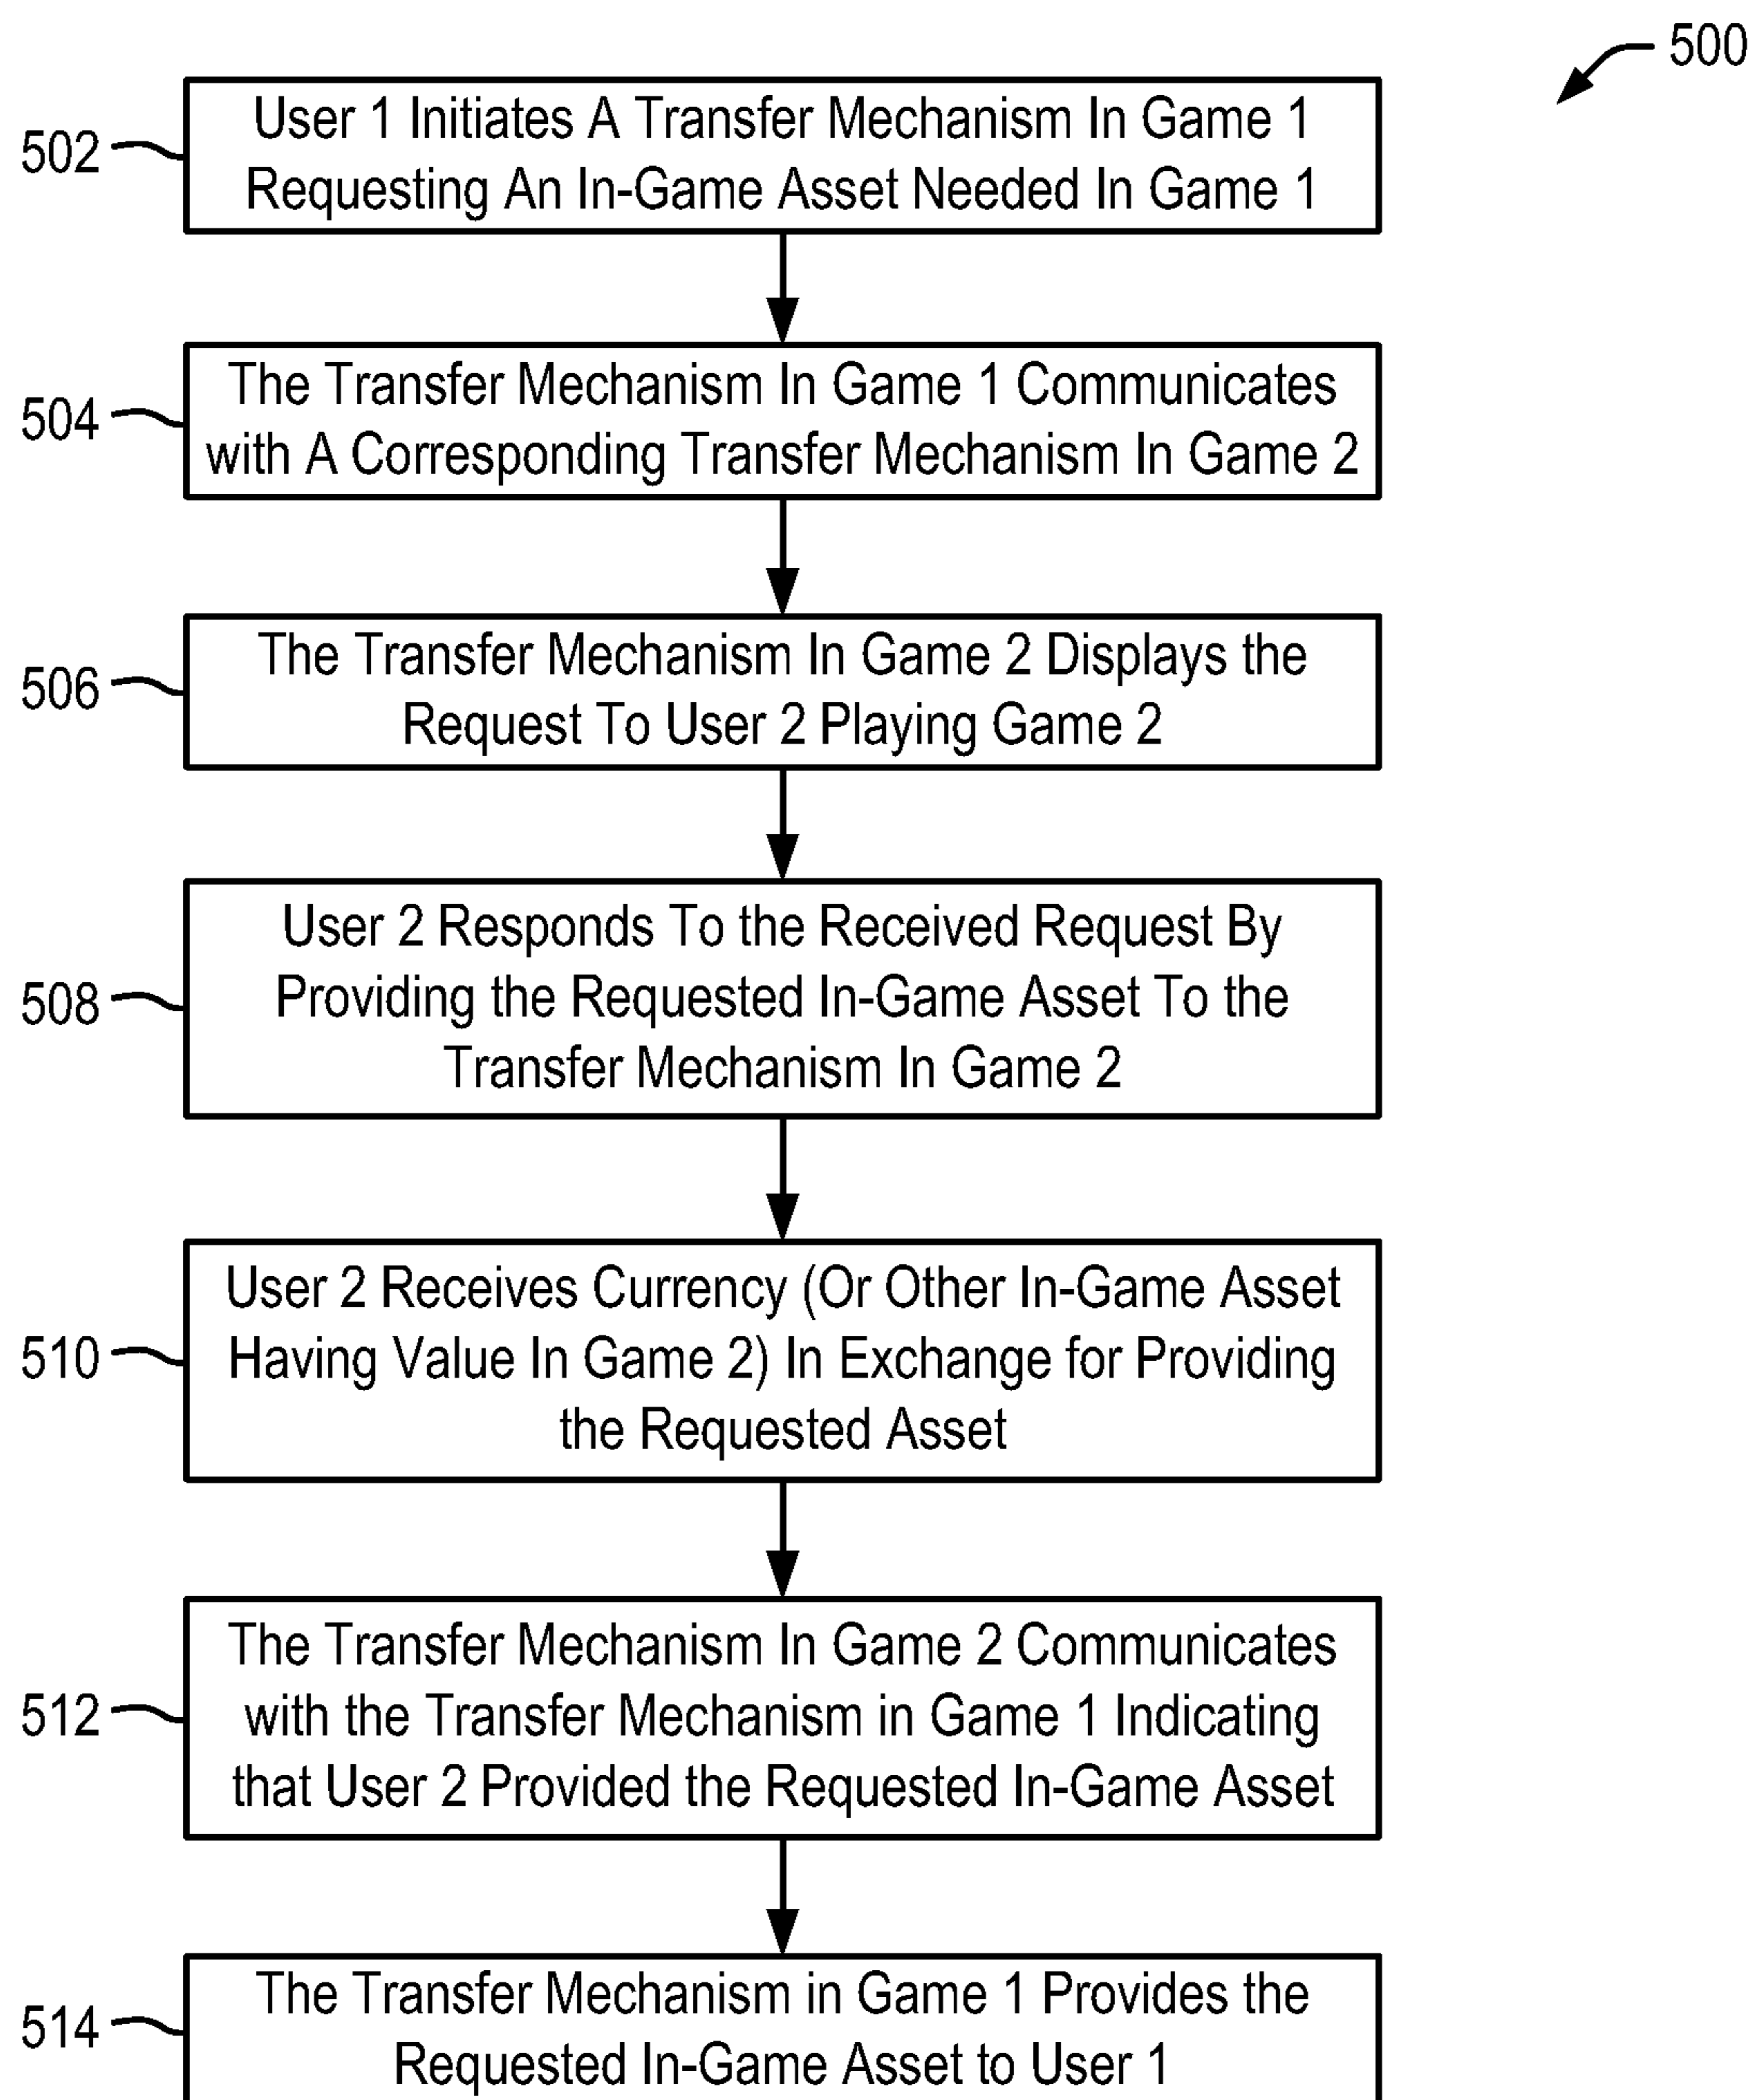 500
502
User 1 Initiates A Transfer Mechanism In Game 1
Requesting An In-Game Asset Needed In Game 1
504
The Transfer Mechanism In Game 1 Communicates
with A Corresponding Transfer Mechanism In Game 2
506
The Transfer Mechanism In Game 2 Displays the
Request To User 2 Playing Game 2
508
User 2 Responds To the Received Request By
Providing the Requested In-Game Asset To the
Transfer Mechanism In Game 2
510
User 2 Receives Currency (Or Other In-Game Asset
Having Value In Game 2) In Exchange for Providing
the Requested Asset
512
The Transfer Mechanism In Game 2 Communicates
with the Transfer Mechanism in Game 1 Indicating
that User 2 Provided the Requested In-Game Asset
514
The Transfer Mechanism in Game 1 Provides the
Requested In-Game Asset to User 1